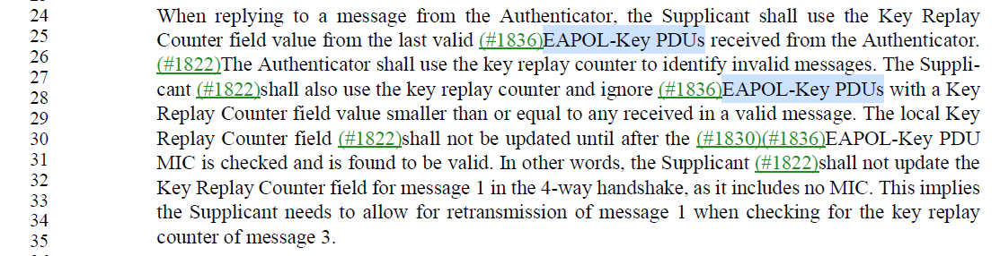 24 When replying to a message from the Authenticator, the Supplicant shall use the Key Replay
25 Counter field value from the last valid (#1836)EAPOL-Key PDUs received from the Authenticator.
26 (#1822)The Authenticator shall use the key replay counter to identify invalid messages. The Suppli-
27 cant (#1822)shall also use the key replay counter and ignore (#1836)EAPOL-Key PDUs with a Key
28 Replay Counter field value smaller than or equal to any received in a valid message. The local Key
29 Replay Counter field (#1822)shall not be updated until after the (#1830)(#1836)EAPOL-Key PDU
30 MIC is checked and is found to be valid. In other words, the Supplicant (#1822)shall not update the
31 Key Replay Counter field for message 1 in the 4-way handshake, as it includes no MIC. This implies
32 the Supplicant needs to allow for retransmission of message 1 when checking for the key replay
33 counter of message 3.
34
35